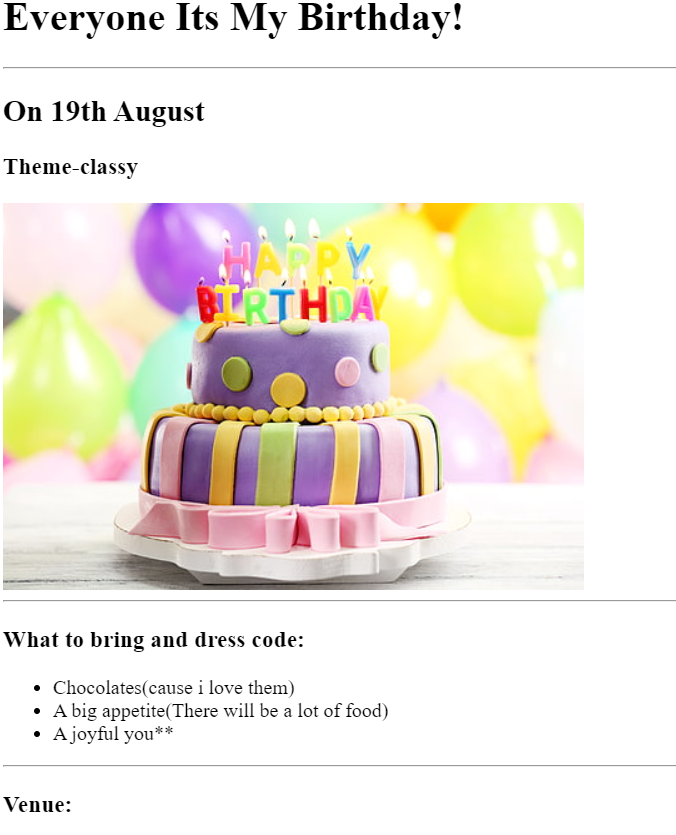 Everyone Its My Birthday!
On 19th August
Theme-classy
HAPPY
BIRTHDAY
What to bring and dress code:
Chocolates(cause i love them)
A big appetite(There will be a lot of food)
A joyful you**
Venue: